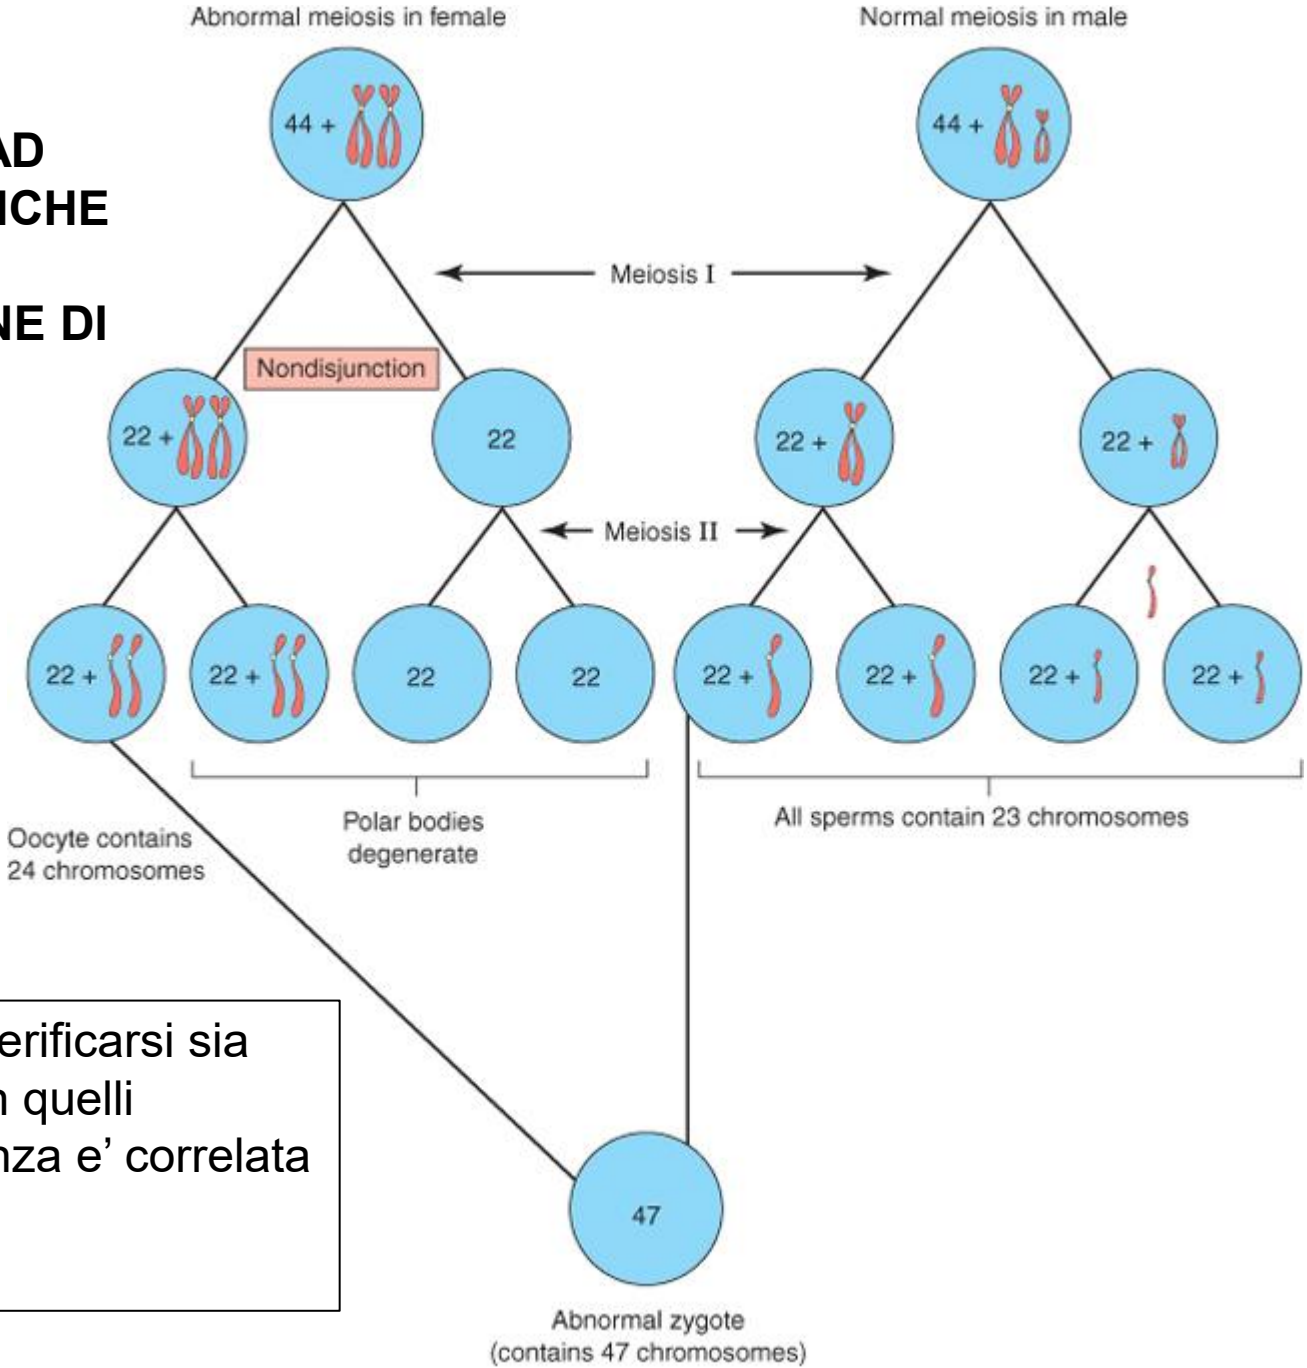 Abnormal meiosis in female
Normal meiosis in male
44 +
44 +
AD
ICHE
NE DI
Meiosis I
Nondisjunction
22 +
22
22 +
22 +
Meiosis II
22 +
22 +
22
22
22 +
22 +
22 +
22 +
Oocyte contains
24 chromosomes
Polar bodies
degenerate
All sperms contain 23 chromosomes
erificarsi sia
n quelli
nza e’ correlata
47
Abnormal zygote
(contains 47 chromosomes)